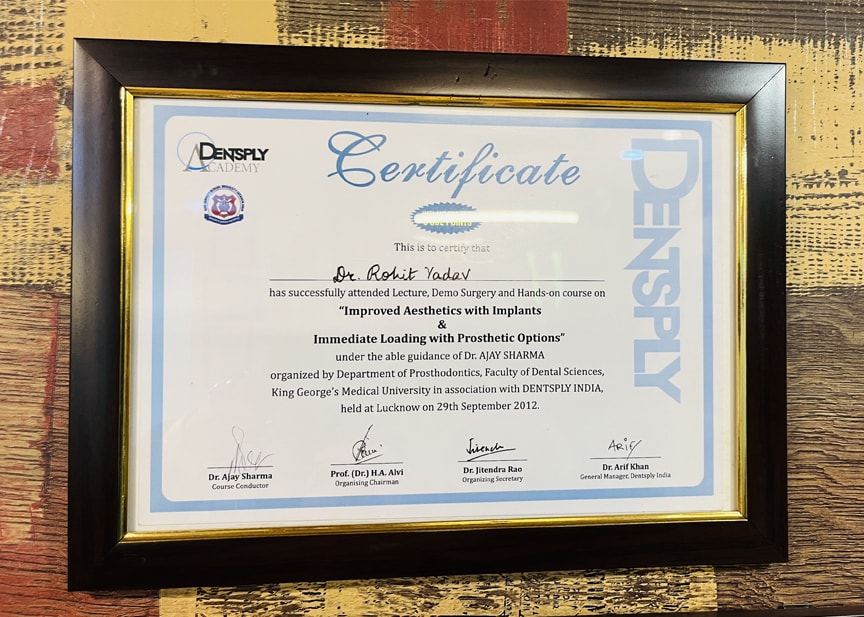 DENTSPLY
ACADEMY
Certificate
This is to certify that
Dr. Rohit Yadav
has successfully attended Lecture, Demo Surgery and Hands-on course on
“Improved Aesthetics with Implants
&
Immediate Loading with Prosthetic Options”
under the able guidance of Dr. AJAY SHARMA
organized by Department of Prosthodontics, Faculty of Dental Sciences,
King George's Medical University in association with DENTSPLY INDIA,
held at Lucknow on 29th September 2012.
DENTSPLY
Jitendra
ARIF
Dr. Ajay Sharma
Course Conductor
Prof. (Dr.) H.A. Alvi
Organising Chairman
Dr. Jitendra Rao
Organizing Secretary
Dr. Arif Khan
General Manager, Dentsply India